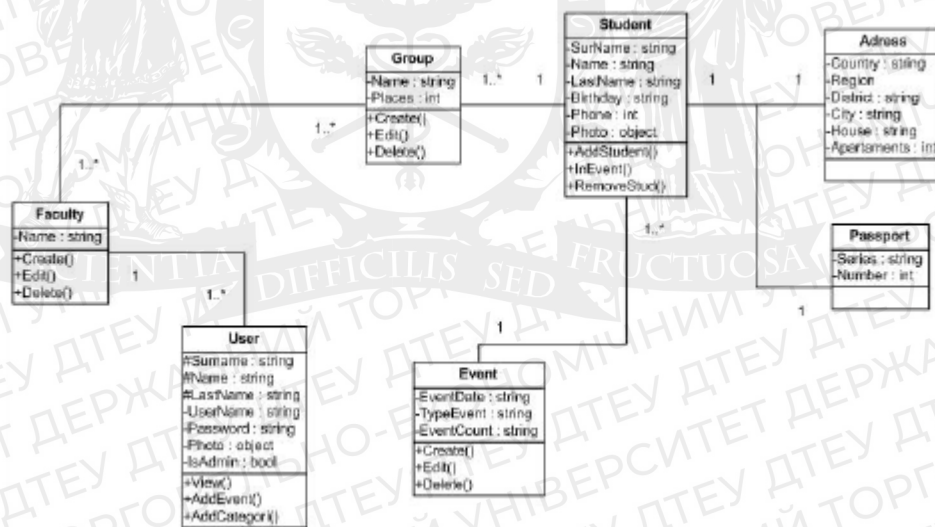 Group
-Name : string
-Places : int
+Create()
+Edit()
+Delete()
Student
-SurName : string
-Name : string
-LastName : string
-Birthday : string
-Phone : int
-Photo : object
+AddStudent()
+InEvent()
+RemoveStud()
Adress
-Country : string
-Region
-District : string
-City : string
-House : string
-Apartaments : int
Passport
-Series : string
-Number : int
Faculty
-Name : string
+Create()
+Edit()
+Delete()
User
#Surname : string
#Name : string
#LastName : string
-UserName : string
-Password : string
-Photo : object
-IsAdmin : bool
+View()
+AddEvent()
+AddCategori()
Event
-EventDate : string
-TypeEvent : string
-EventCount : string
+Create()
+Edit()
+Delete()
1..*
1
1
1
1..*
1..*
1..*
1
1..*
1
1
DIFFICILIS SED FRUCTUOSA